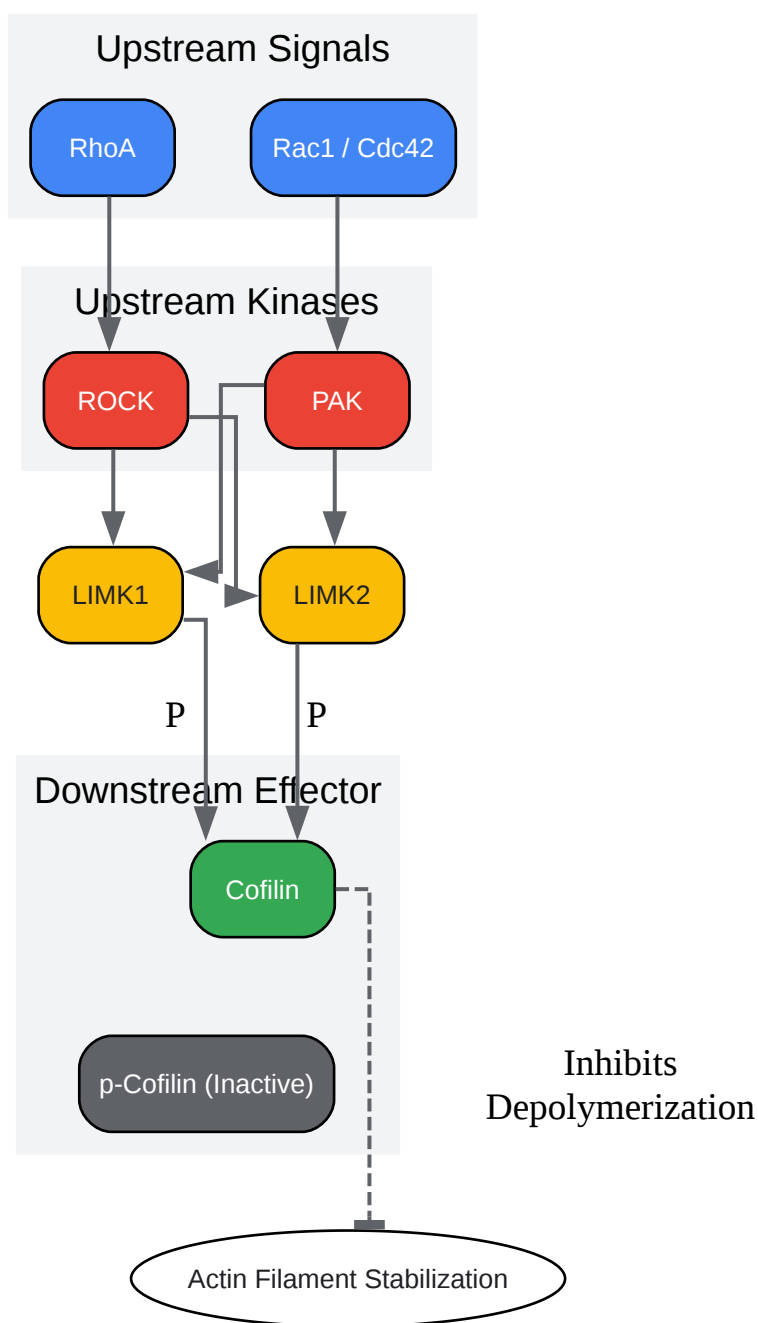 Upstream Signals
RhoA
Rac1 / Cdc42
Upstream Kinases
ROCK
PAK
LIMK1
LIMK2
P
P
Downstream Effector
Cofilin
p-Cofilin (Inactive)
Inhibits
Depolymerization
Actin Filament Stabilization